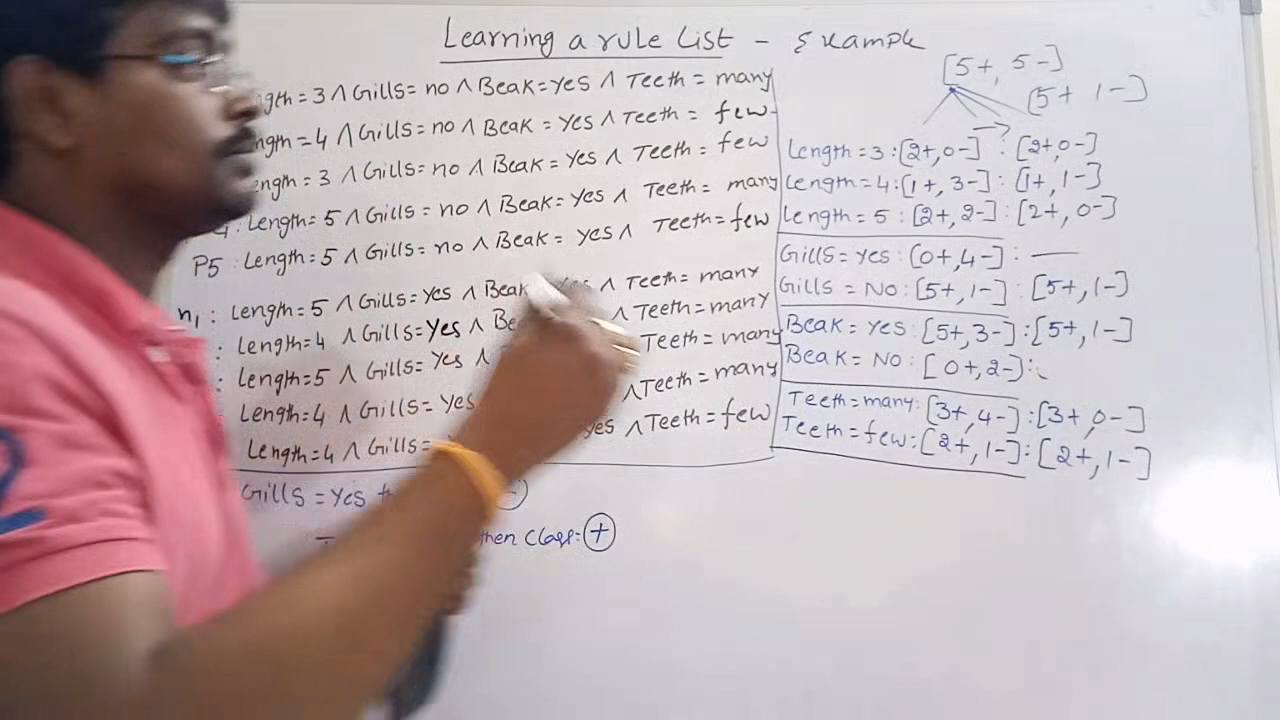 Learning a rule List - Example
[5+, 5-]
[5+ 1-]
gth = 3 ∧ Gills = no ∧ Beak = yes ∧ Teeth = many
ngth = 4 ∧ Gills = no ∧ Beak = Yes ∧ Teeth = few
ength = 3 ∧ Gills = no ∧ Beak = Yes ∧ Teeth = few
4 : Length = 5 ∧ Gills = no ∧ Beak = Yes ∧ Teeth = many
P5 : Length = 5 ∧ Gills = no ∧ Beak = yes ∧ Teeth = few
n1 : Length = 5 ∧ Gills = yes ∧ Beak es ∧ Teeth = many
: Length = 4 ∧ Gills = Yes ∧ Be ∧ Teeth = many
: Length = 5 ∧ Gills = Yes ∧ Teeth = many
: Length = 4 ∧ Gills = Yes ∧ Teeth = many
Length = 4 ∧ Gills = yes ∧ Teeth = few
Gills = Yes t -
then Class = +
Length = 3 : [2+, 0-] : [2+, 0-]
Length = 4 : [1+, 3-] : [1+, 1-]
Length = 5 : [2+, 2-] : [2+, 0-]
Gills = yes : [0+, 4-] : —
Gills = No : [5+, 1-] : [5+, 1-]
Beak = yes : [5+, 3-] : [5+, 1-]
Beak = No : [0+, 2-] :
Teeth = many : [3+, 4-] : [3+, 0-]
Teeth = few : [2+, 1-] : [2+, 1-]